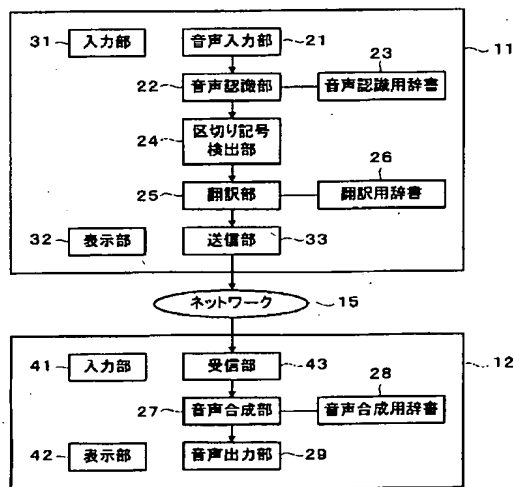 31
入力部
音声入力部
21
11
22
音声認識部
23
音声認識用辞書
24
区切り記号
検出部
25
翻訳部
26
翻訳用辞書
32
表示部
送信部
33
ネットワーク
15
41
入力部
受信部
43
12
27
音声合成部
28
音声合成用辞書
42
表示部
音声出力部
29